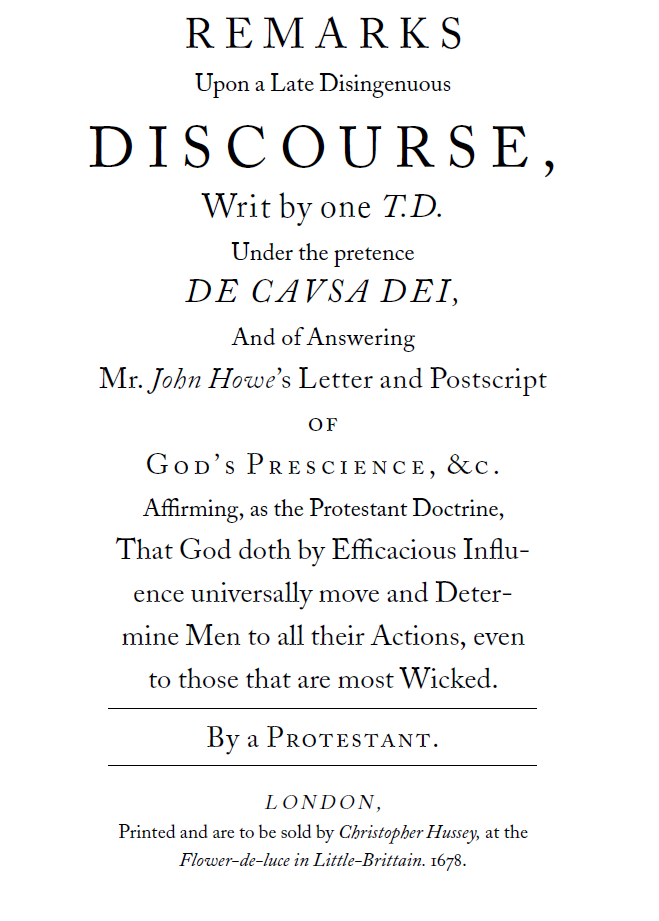 REMARKS
Upon a Late Disingenuous
DISCOURSE,
Writ by one T.D.
Under the pretence
DE CAVSA DEI,
And of Answering
Mr. John Howe's Letter and Postscript
OF
GOD'S PRESCIENCE, &C.
Affirming, as the Protestant Doctrine,
That God doth by Efficacious Influ-
ence universally move and Deter-
mine Men to all their Actions, even
to those that are most Wicked.
By a PROTESTANT.
LONDON,
Printed and are to be sold by Christopher Hussey, at the
Flower-de-luce in Little-Brittain. 1678.